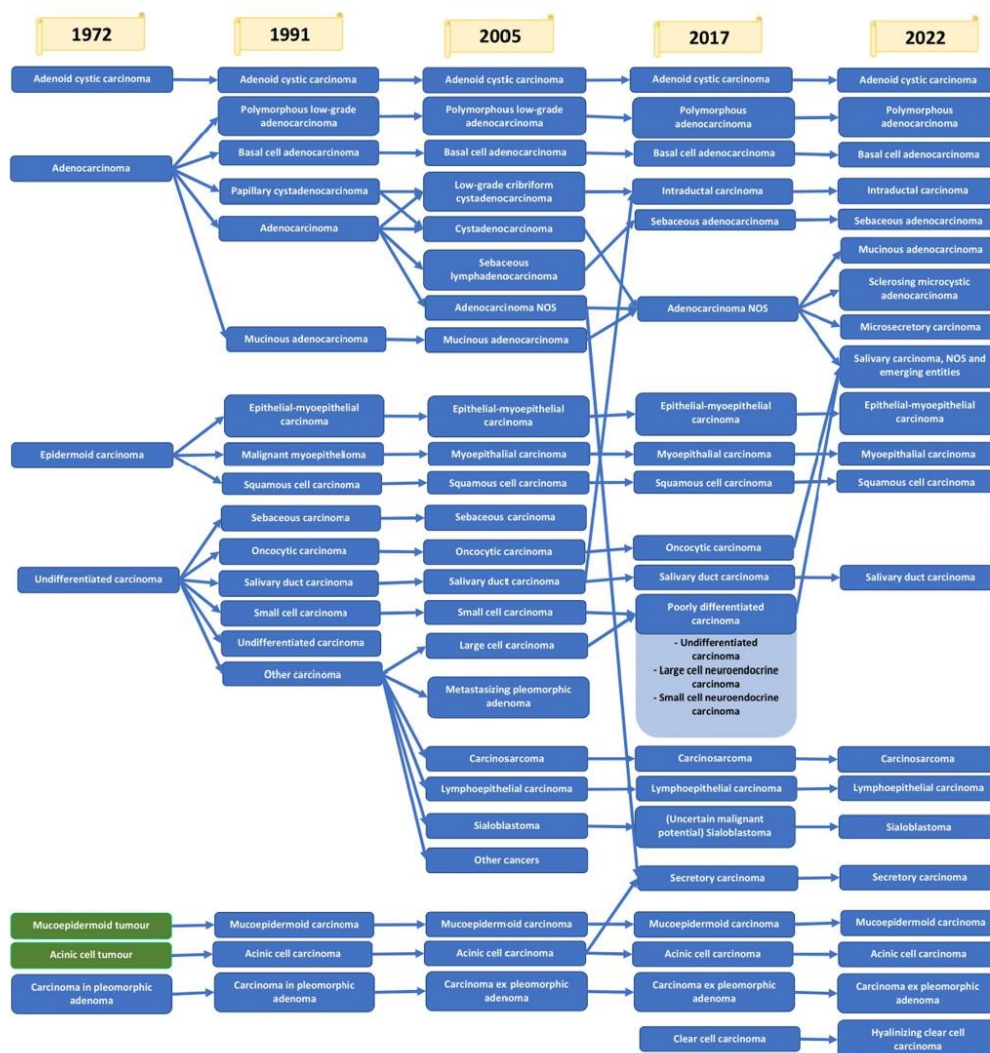 1972
1991
2005
2017
2022
Adenoid cystic carcinoma
Adenoid cystic carcinoma
Adenoid cystic carcinoma
Adenoid cystic carcinoma
Adenoid cystic carcinoma
Polymorphous low-grade
adenocarcinoma
Polymorphous low-grade
adenocarcinoma
Polymorphous
adenocarcinoma
Polymorphous
adenocarcinoma
Adenocarcinoma
Basal cell adenocarcinoma
Basal cell adenocarcinoma
Basal cell adenocarcinoma
Basal cell adenocarcinoma
Papillary cystadenocarcinoma
Low-grade cribriform
cystadenocarcinoma
Intraductal carcinoma
Intraductal carcinoma
Adenocarcinoma
Cystadenocarcinoma
Sebaceous adenocarcinoma
Sebaceous adenocarcinoma
Sebaceous
lymphadenocarcinoma
Mucinous adenocarcinoma
Sclerosing microcystic
adenocarcinoma
Adenocarcinoma NOS
Adenocarcinoma NOS
Microsecretory carcinoma
Mucinous adenocarcinoma
Mucinous adenocarcinoma
Salivary carcinoma, NOS and
emerging entities
Epithelial-myoepithelial
carcinoma
Epithelial-myoepithelial
carcinoma
Epithelial-myoepithelial
carcinoma
Epithelial-myoepithelial
carcinoma
Epidermoid carcinoma
Malignant myoepithelioma
Myoepithalial carcinoma
Myoepithalial carcinoma
Myoepithalial carcinoma
Squamous cell carcinoma
Squamous cell carcinoma
Squamous cell carcinoma
Squamous cell carcinoma
Sebaceous carcinoma
Sebaceous carcinoma
Oncocytic carcinoma
Oncocytic carcinoma
Oncocytic carcinoma
Undifferentiated carcinoma
Salivary duct carcinoma
Salivary duct carcinoma
Salivary duct carcinoma
Salivary duct carcinoma
Small cell carcinoma
Small cell carcinoma
Poorly differentiated
carcinoma
- Undifferentiated
carcinoma
- Large cell neuroendocrine
carcinoma
- Small cell neuroendocrine
carcinoma
Undifferentiated carcinoma
Large cell carcinoma
Other carcinoma
Metastasizing pleomorphic
adenoma
Carcinosarcoma
Carcinosarcoma
Carcinosarcoma
Lymphoepithelial carcinoma
Lymphoepithelial carcinoma
Lymphoepithelial carcinoma
Sialoblastoma
(Uncertain malignant
potential) Sialoblastoma
Sialoblastoma
Other cancers
Secretory carcinoma
Secretory carcinoma
Mucoepidermoid tumour
Mucoepidermoid carcinoma
Mucoepidermoid carcinoma
Mucoepidermoid carcinoma
Mucoepidermoid carcinoma
Acinic cell tumour
Acinic cell carcinoma
Acinic cell carcinoma
Acinic cell carcinoma
Acinic cell carcinoma
Carcinoma in pleomorphic
adenoma
Carcinoma in pleomorphic
adenoma
Carcinoma ex pleomorphic
adenoma
Carcinoma ex pleomorphic
adenoma
Carcinoma ex pleomorphic
adenoma
Clear cell carcinoma
Hyalinizing clear cell
carcinoma